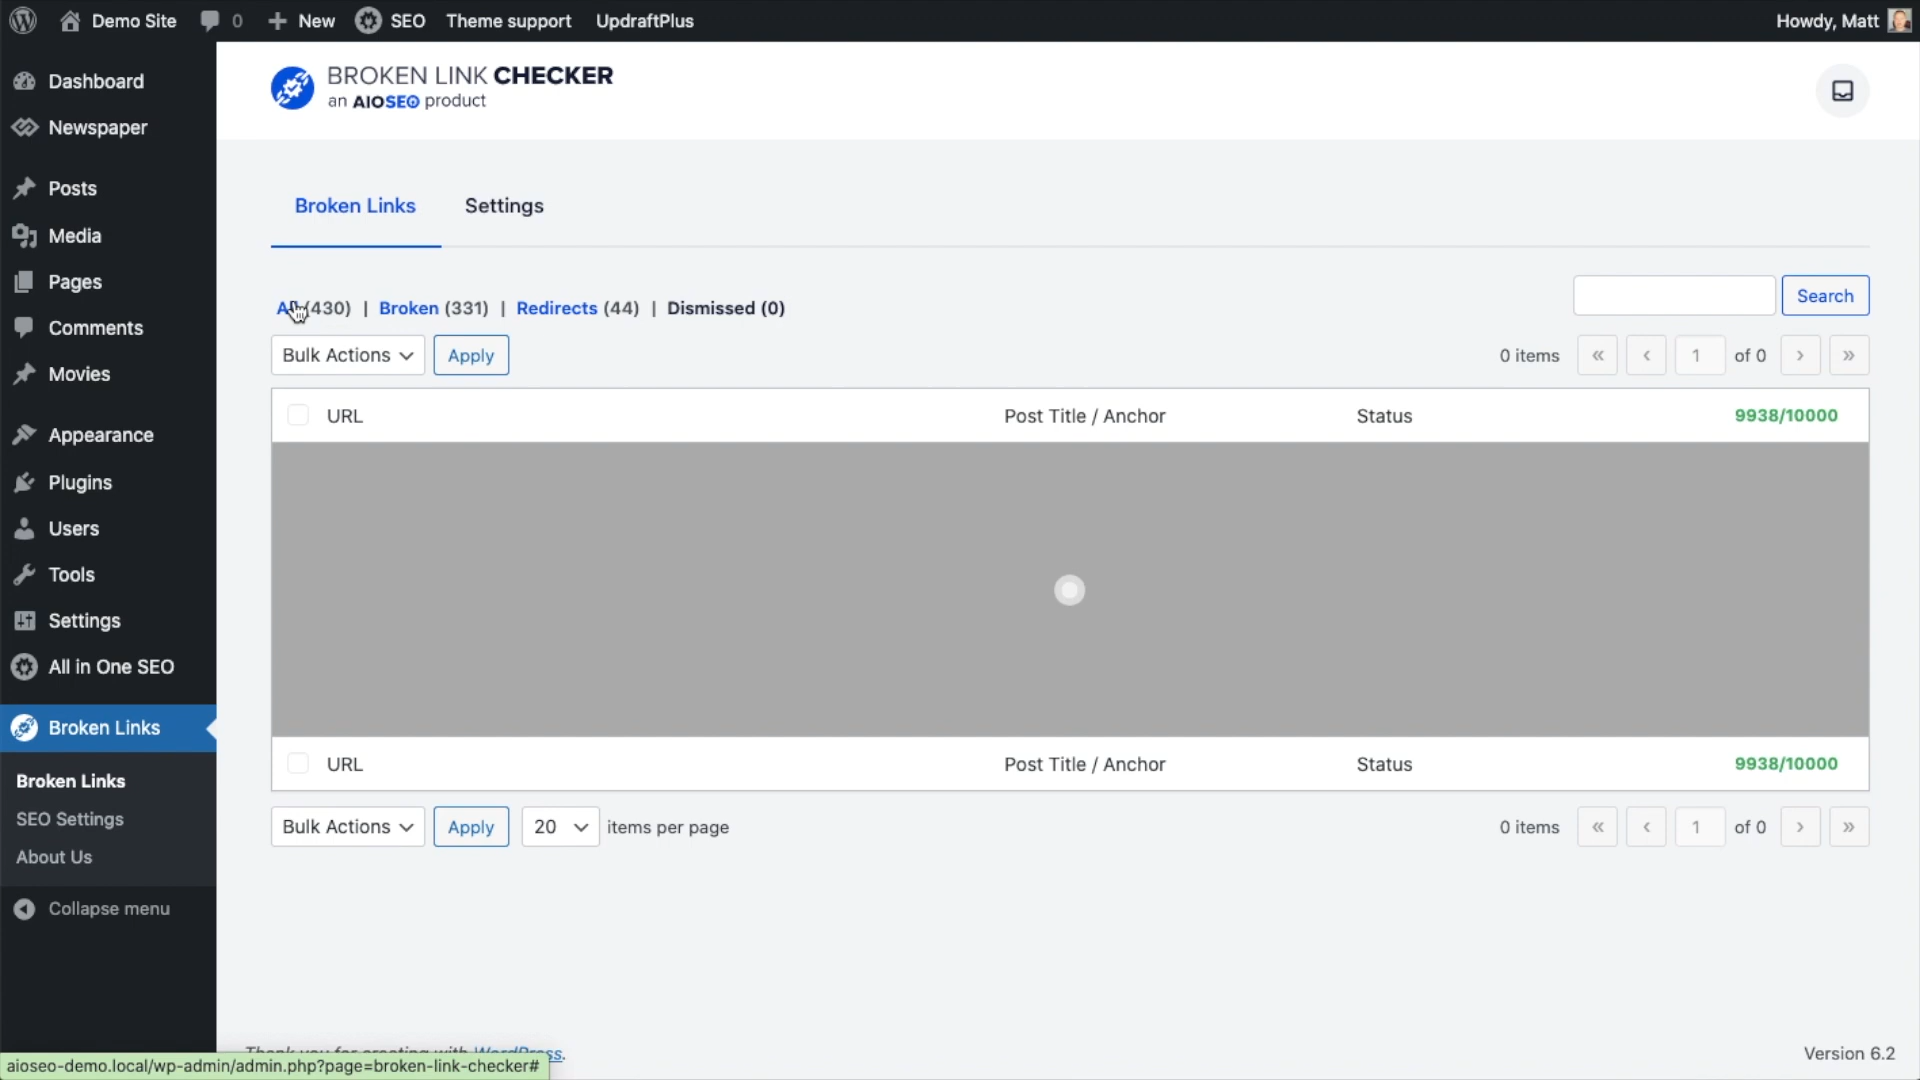 Demo Site 0 New SEO Theme support UpdraftPlus Howdy, Matt
Dashboard
Newspaper
Posts
Media
Pages
Comments
Movies
Appearance
Plugins
Users
Tools
Settings
All in One SEO
Broken Links
Broken Links
SEO Settings
About Us
Collapse menu
BROKEN LINK CHECKER
an AIOSEO product
Broken Links Settings
(430) | Broken (331) | Redirects (44) | Dismissed (0)
Search
Bulk Actions Apply 0 items « ‹ 1 of 0 › »
URL Post Title / Anchor Status 9938/10000
URL Post Title / Anchor Status 9938/10000
Bulk Actions Apply 20 items per page 0 items « ‹ 1 of 0 › »
Thank you for creating with WordPress.
Version 6.2
aioseo-demo.local/wp-admin/admin.php?page=broken-link-checker#